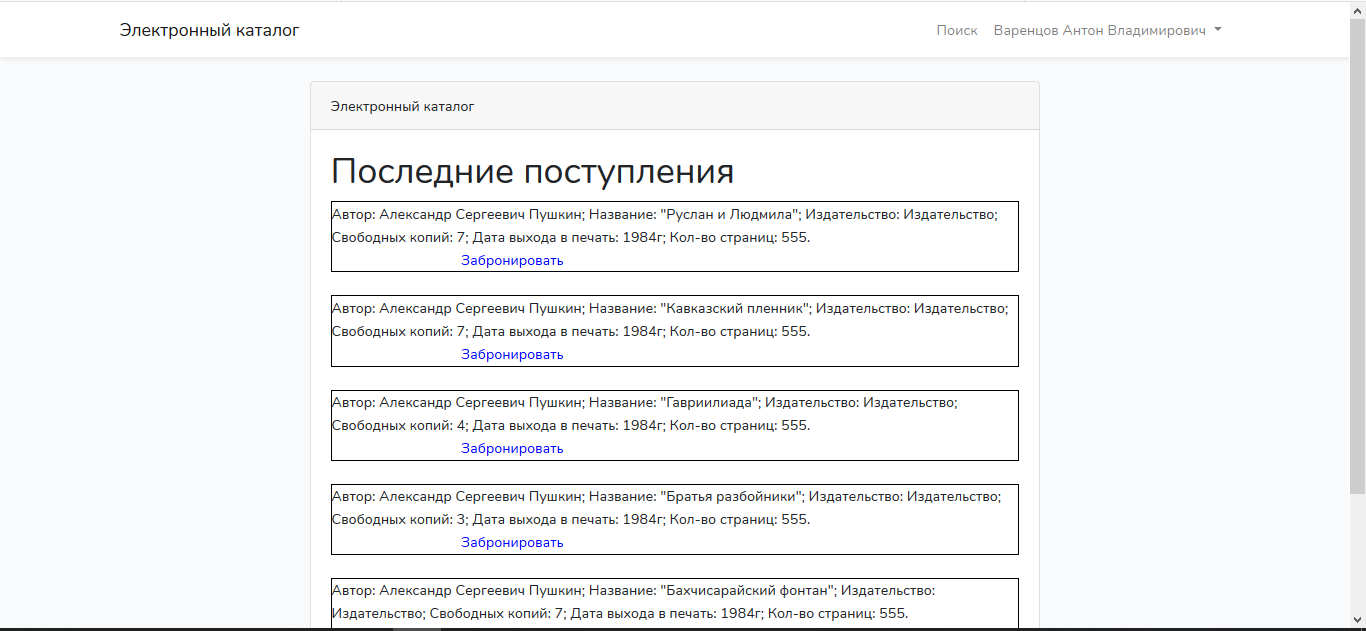 Электронный каталог
Поиск Варенцов Антон Владимирович
Электронный каталог
Последние поступления
Автор: Александр Сергеевич Пушкин; Название: "Руслан и Людмила"; Издательство: Издательство;
Свободных копий: 7; Дата выхода в печать: 1984г; Кол-во страниц: 555.
Забронировать
Автор: Александр Сергеевич Пушкин; Название: "Кавказский пленник"; Издательство: Издательство;
Свободных копий: 7; Дата выхода в печать: 1984г; Кол-во страниц: 555.
Забронировать
Автор: Александр Сергеевич Пушкин; Название: "Гавриилиада"; Издательство: Издательство;
Свободных копий: 4; Дата выхода в печать: 1984г; Кол-во страниц: 555.
Забронировать
Автор: Александр Сергеевич Пушкин; Название: "Братья разбойники"; Издательство: Издательство;
Свободных копий: 3; Дата выхода в печать: 1984г; Кол-во страниц: 555.
Забронировать
Автор: Александр Сергеевич Пушкин; Название: "Бахчисарайский фонтан"; Издательство:
Издательство; Свободных копий: 7; Дата выхода в печать: 1984г; Кол-во страниц: 555.